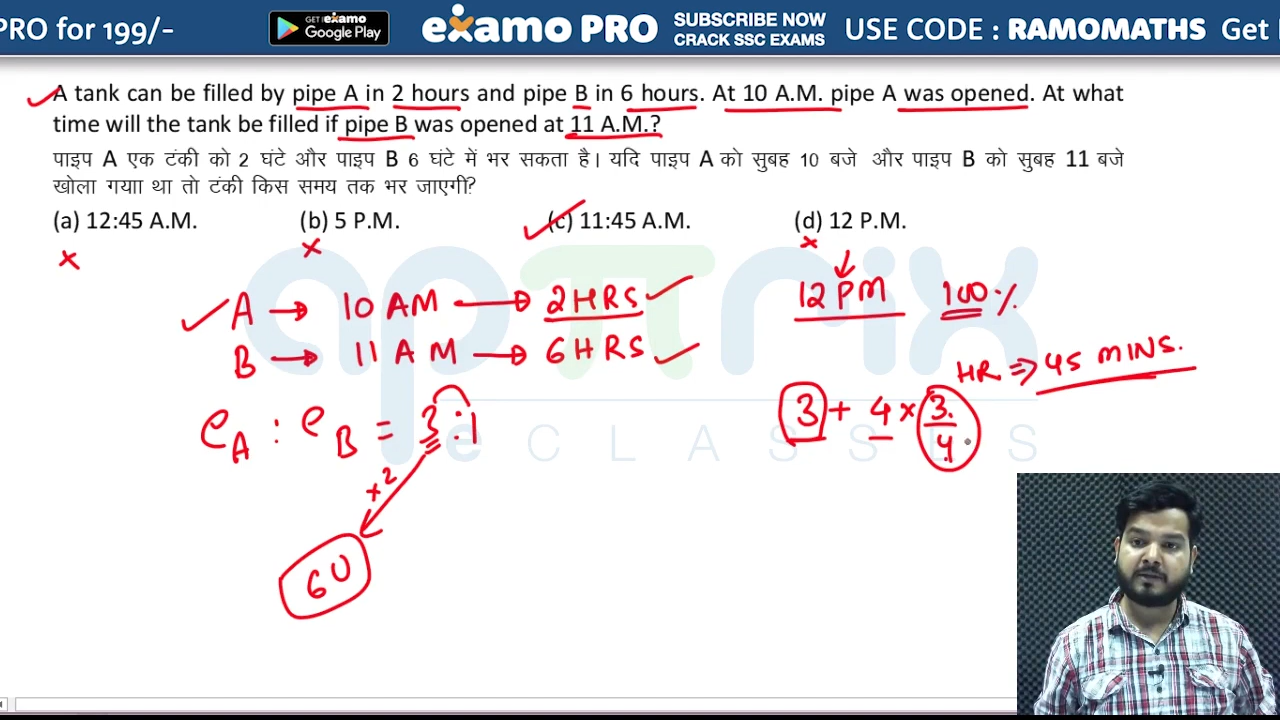 PRO for 199/-
GET IT ON examo
Google Play
examo PRO
SUBSCRIBE NOW
CRACK SSC EXAMS
USE CODE : RAMOMATHS Get
A tank can be filled by pipe A in 2 hours and pipe B in 6 hours. At 10 A.M. pipe A was opened. At what
time will the tank be filled if pipe B was opened at 11 A.M.?
पाइप A एक टंकी को 2 घंटे और पाइप B 6 घंटे में भर सकता है। यदि पाइप A को सुबह 10 बजे और पाइप B को सुबह 11 बजे
खोला गयाा था तो टंकी किस समय तक भर जाएगी?
(a) 12:45 A.M. (b) 5 P.M. (c) 11:45 A.M. (d) 12 P.M.
A → 10 AM → 2 HRS
12 PM 100 %
B → 11 AM → 6 HRS
HR ⇒ 45 MINS.
eA : eB = 3 : 1
3 + 4 × 3/4
×2
6U
apπrix
eCLASSES